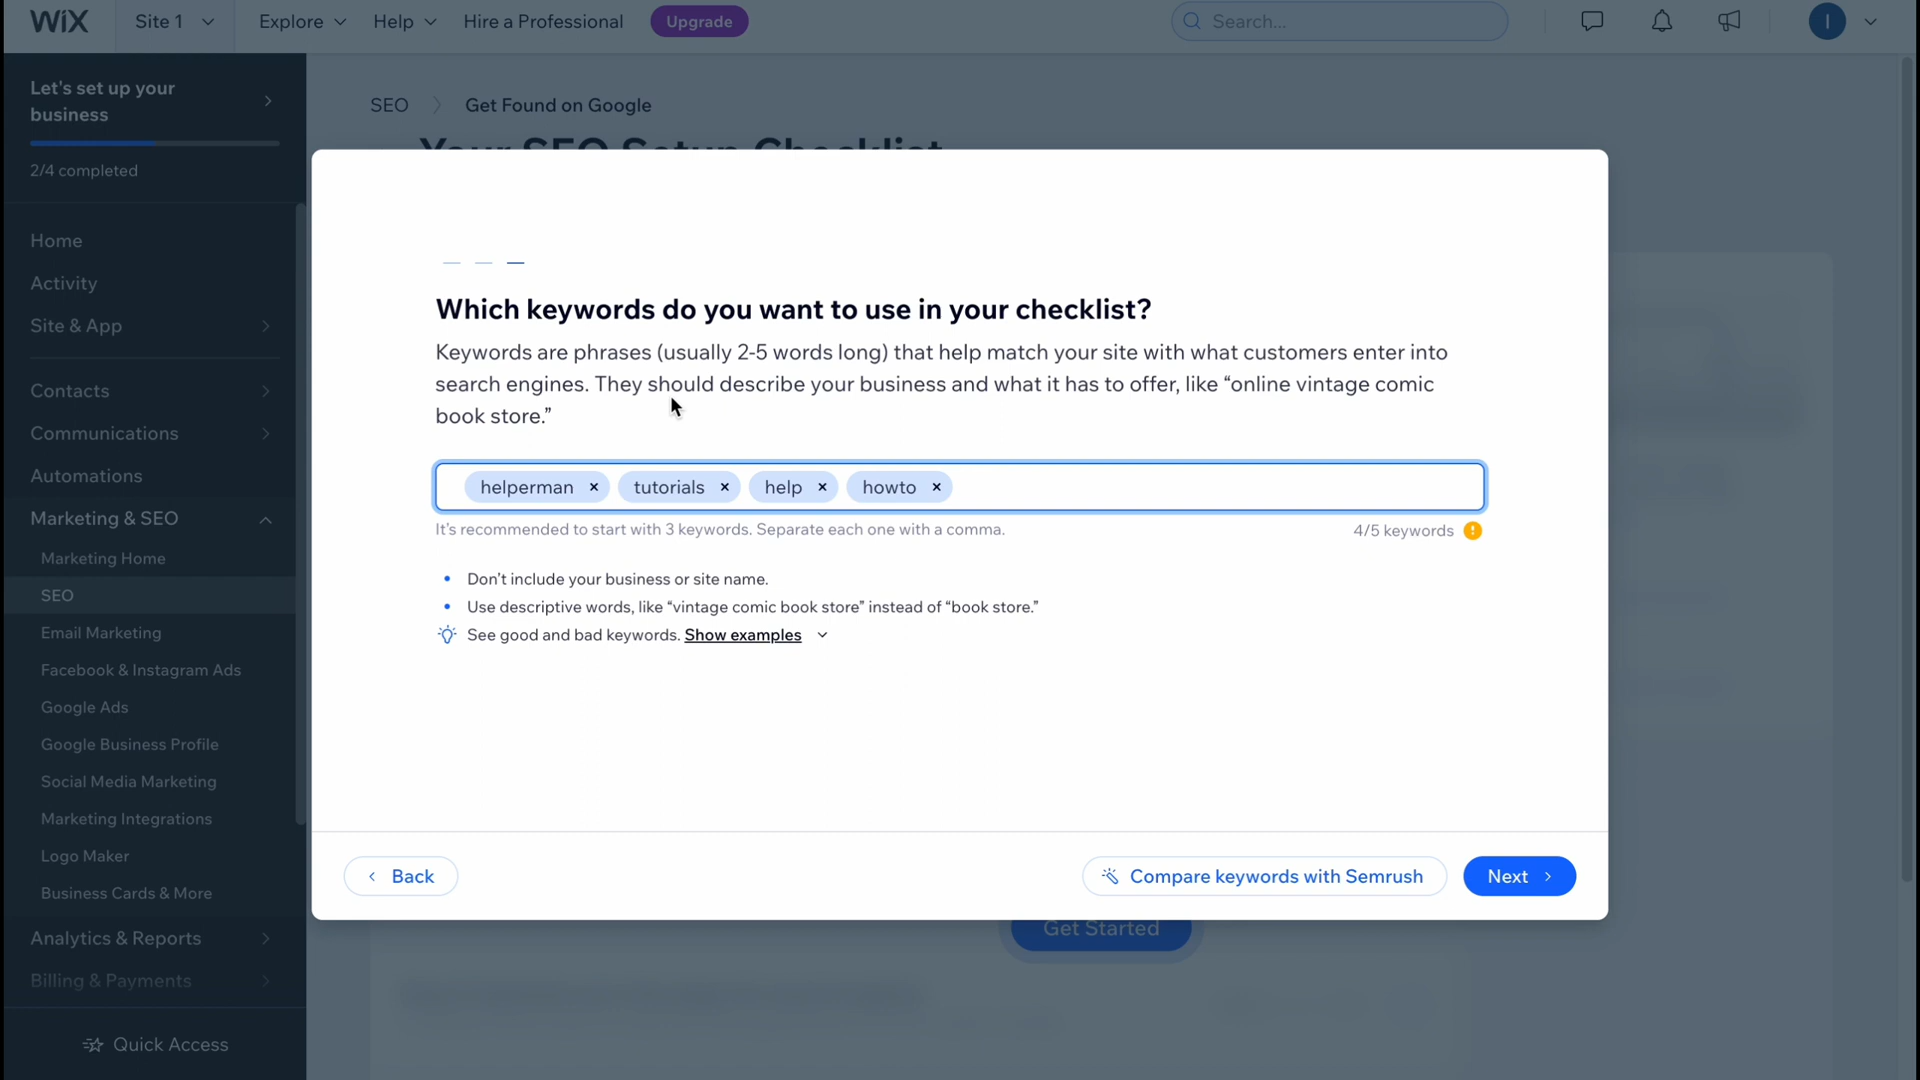 WiX
Site 1
Explore
Help
Hire a Professional
Upgrade
Search...
I
Let's set up your
business
2/4 completed
Home
Activity
Site & App
Contacts
Communications
Automations
Marketing & SEO
Marketing Home
SEO
Email Marketing
Facebook & Instagram Ads
Google Ads
Google Business Profile
Social Media Marketing
Marketing Integrations
Logo Maker
Business Cards & More
Analytics & Reports
Billing & Payments
Quick Access
SEO
Get Found on Google
Your SEO Setup Checklist
Which keywords do you want to use in your checklist?
Keywords are phrases (usually 2-5 words long) that help match your site with what customers enter into
search engines. They should describe your business and what it has to offer, like “online vintage comic
book store.”
helperman × tutorials × help × howto ×
It's recommended to start with 3 keywords. Separate each one with a comma.
4/5 keywords
• Don't include your business or site name.
• Use descriptive words, like “vintage comic book store” instead of “book store.”
See good and bad keywords. Show examples
Back
Compare keywords with Semrush
Next
Get Started